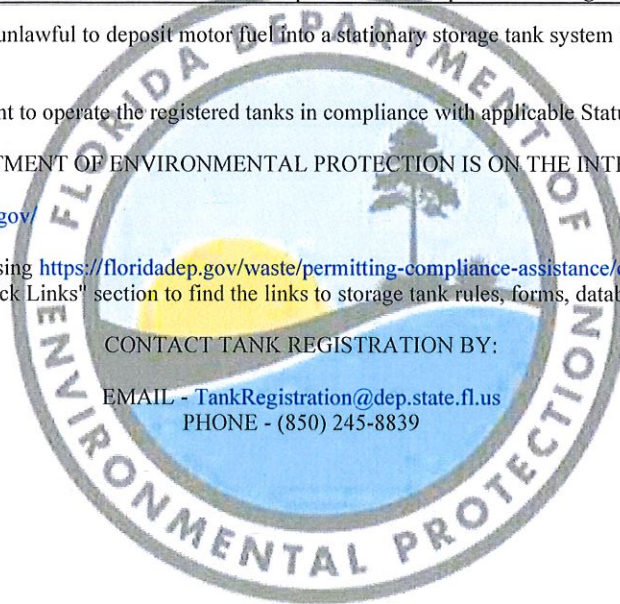 unlawful to deposit motor fuel into a stationary storage tank system
nt to operate the registered tanks in compliance with applicable Statu
TMENT OF ENVIRONMENTAL PROTECTION IS ON THE INTE
gov/
sing https://floridadep.gov/waste/permitting-compliance-assistance/
ck Links" section to find the links to storage tank rules, forms, datab
CONTACT TANK REGISTRATION BY:
EMAIL - TankRegistration@dep.state.fl.us
PHONE - (850) 245-8839
FLORIDA DEPARTMENT OF
ENVIRONMENTAL PROTECTION